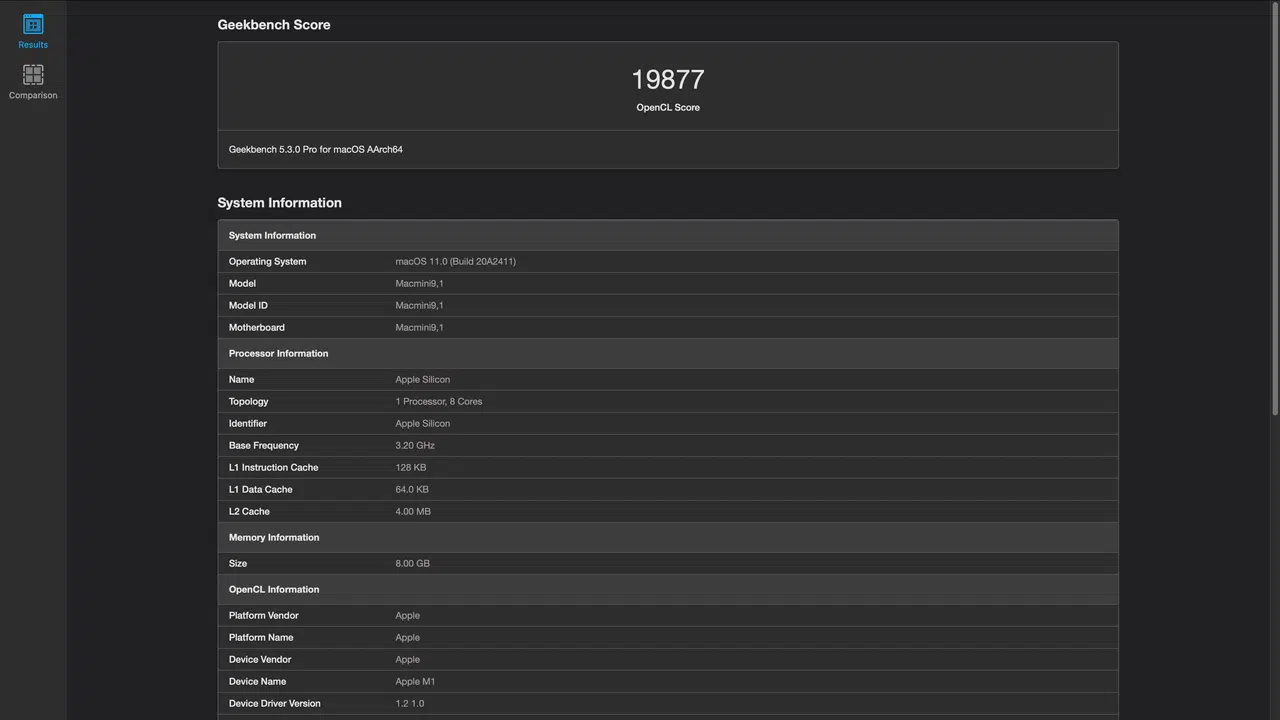 Results
Comparison
Geekbench Score
19877
OpenCL Score
Geekbench 5.3.0 Pro for macOS AArch64
System Information
System Information
Operating System macOS 11.0 (Build 20A2411)
Model Macmini9,1
Model ID Macmini9,1
Motherboard Macmini9,1
Processor Information
Name Apple Silicon
Topology 1 Processor, 8 Cores
Identifier Apple Silicon
Base Frequency 3.20 GHz
L1 Instruction Cache 128 KB
L1 Data Cache 64.0 KB
L2 Cache 4.00 MB
Memory Information
Size 8.00 GB
OpenCL Information
Platform Vendor Apple
Platform Name Apple
Device Vendor Apple
Device Name Apple M1
Device Driver Version 1.2 1.0